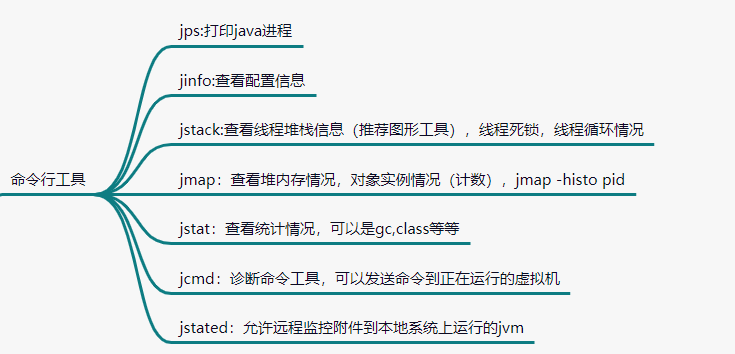 jps:打印java进程
jinfo:查看配置信息
jstack:查看线程堆栈信息（推荐图形工具），线程死锁，线程循环情况
命令行工具
jmap：查看堆内存情况，对象实例情况（计数），jmap -histo pid
jstat：查看统计情况，可以是gc,class等等
jcmd：诊断命令工具，可以发送命令到正在运行的虚拟机
jstated：允许远程监控附件到本地系统上运行的jvm